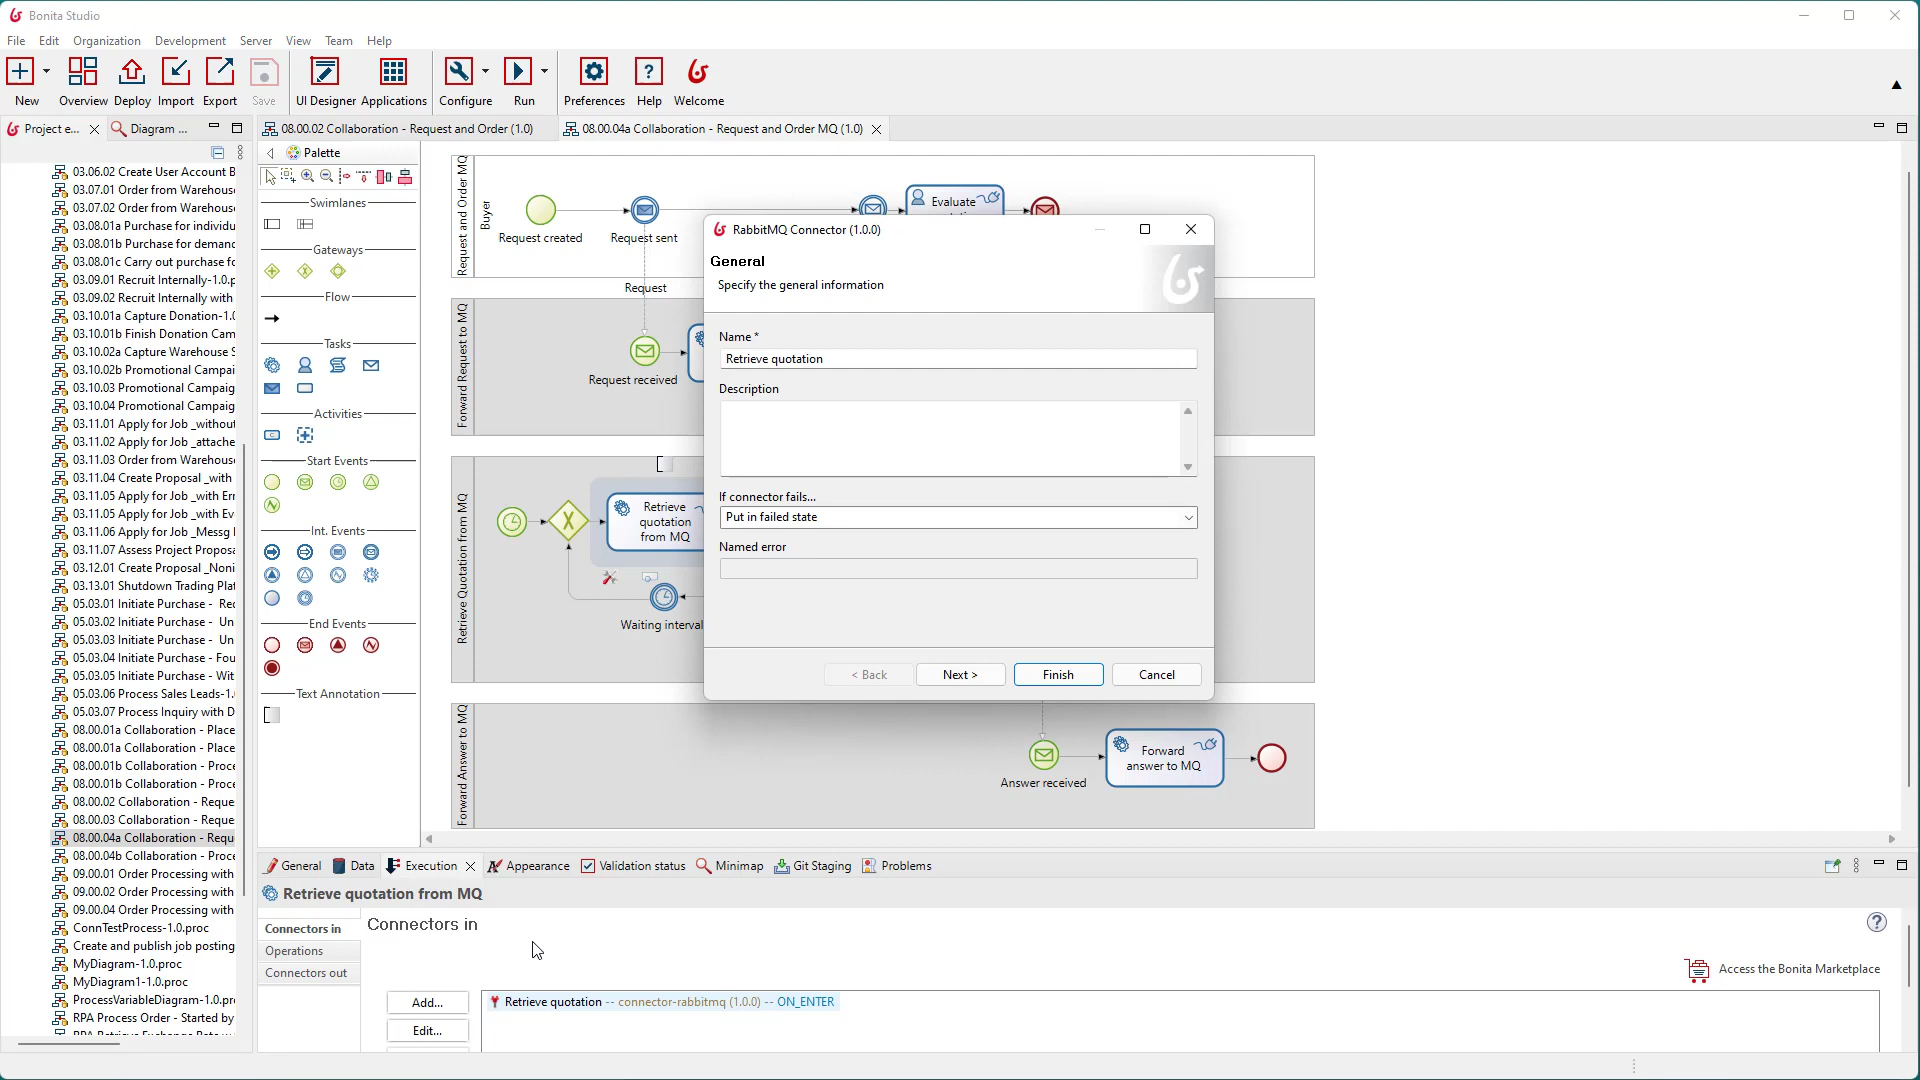 Bonita Studio
File Edit Organization Development Server View Team Help
New Overview Deploy Import Export Save UI Designer Applications Configure Run Preferences Help Welcome
Project e... Diagram ...
08.00.02 Collaboration - Request and Order (1.0)
08.00.04a Collaboration - Request and Order MQ (1.0)
03.06.02 Create User Account B
03.07.01 Order from Warehouse
03.07.02 Order from Warehouse
03.08.01a Purchase for individu
03.08.01b Purchase for demand
03.08.01c Carry out purchase fo
03.09.01 Recruit Internally-1.0.p
03.09.02 Recruit Internally with
03.10.01a Capture Donation-1.0
03.10.01b Finish Donation Cam
03.10.02a Capture Warehouse S
03.10.02b Promotional Campai
03.10.03 Promotional Campaig
03.10.04 Promotional Campaig
03.11.01 Apply for Job _without
03.11.02 Apply for Job _attache
03.11.03 Order from Warehouse
03.11.04 Create Proposal _with
03.11.05 Apply for Job _with Err
03.11.05 Apply for Job _with Ev
03.11.06 Apply for Job _Messg I
03.11.07 Assess Project Proposa
03.12.01 Create Proposal _Noni
03.13.01 Shutdown Trading Plat
05.03.01 Initiate Purchase - Rec
05.03.02 Initiate Purchase - Un
05.03.03 Initiate Purchase - Un
05.03.04 Initiate Purchase - Fou
05.03.05 Initiate Purchase - Wit
05.03.06 Process Sales Leads-1.
05.03.07 Process Inquiry with D
08.00.01a Collaboration - Place
08.00.01a Collaboration - Place
08.00.01b Collaboration - Proce
08.00.01b Collaboration - Proce
08.00.02 Collaboration - Reque
08.00.03 Collaboration - Reque
08.00.04a Collaboration - Requ
08.00.04b Collaboration - Proce
09.00.01 Order Processing with
09.00.02 Order Processing with
09.00.04 Order Processing with
ConnTestProcess-1.0.proc
Create and publish job posting
MyDiagram-1.0.proc
MyDiagram1-1.0.proc
ProcessVariableDiagram-1.0.pro
RPA Process Order - Started by
Palette
Swimlanes
Gateways
Flow
Tasks
Activities
Start Events
Int. Events
End Events
Text Annotation
Request and Order MQ
Buyer
Request created
Request sent
Evaluate
Request
Forward Request to MQ
Request received
Retrieve Quotation from MQ
Retrieve
quotation
from MQ
Waiting interval
Forward Answer to MQ
Answer received
Forward
answer to MQ
RabbitMQ Connector (1.0.0)
General
Specify the general information
Name *
Retrieve quotation
Description
If connector fails...
Put in failed state
Named error
< Back Next > Finish Cancel
General Data Execution Appearance Validation status Minimap Git Staging Problems
Retrieve quotation from MQ
Connectors in
Operations
Connectors out
Connectors in
Access the Bonita Marketplace
Add...
Edit...
Retrieve quotation -- connector-rabbitmq (1.0.0) -- ON_ENTER